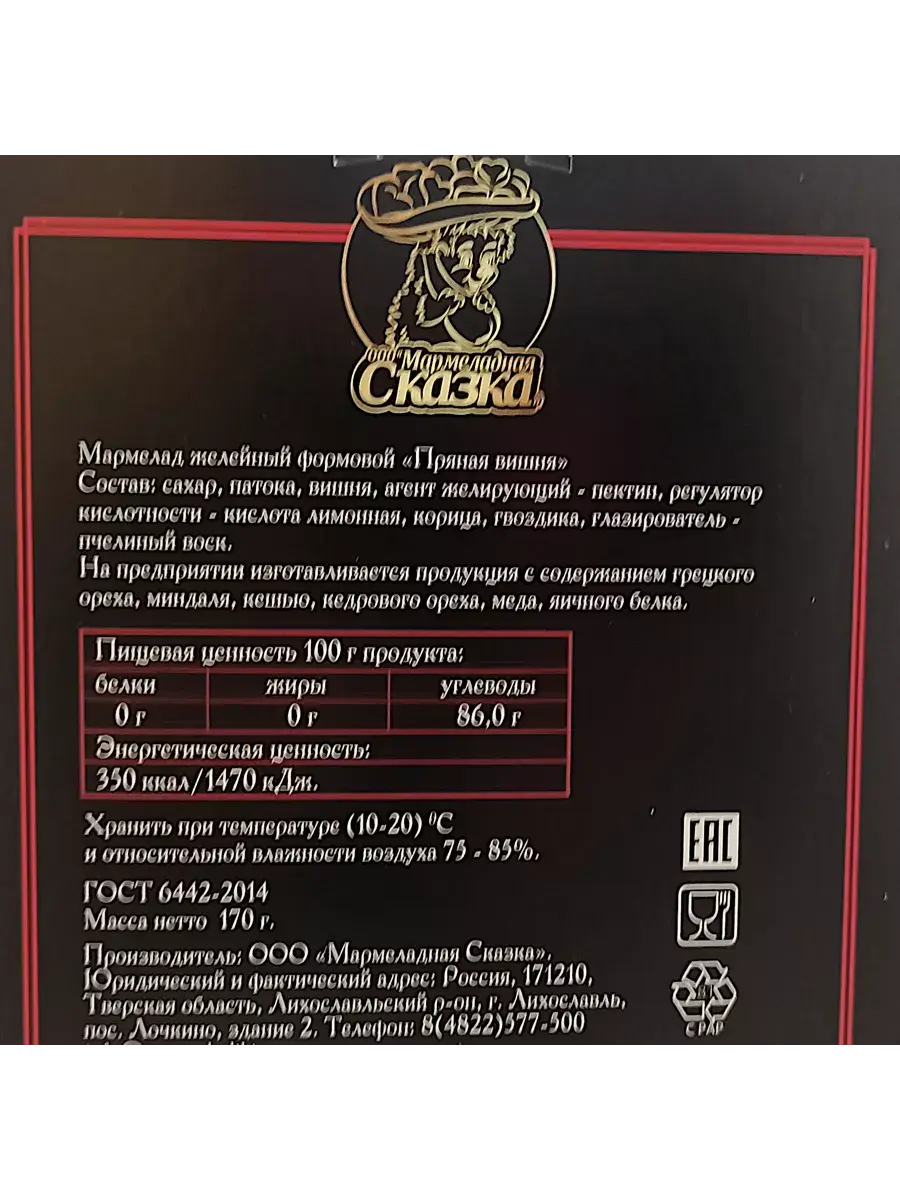 ООО "Мармеладная
Сказка"
Мармелад желейный формовой «Пряная вишня»
Состав: сахар, патока, вишня, агент желирующий - пектин, регулятор
кислотности - кислота лимонная, корица, гвоздика, глазирователь -
пчелиный воск.
На предприятии изготавливается продукция с содержанием грецкого
ореха, миндаля, кешью, кедрового ореха, меда, яичного белка.
Пищевая ценность 100 г продукта:
белки жиры углеводы
0 г 0 г 86,0 г
Энергетическая ценность:
350 ккал/1470 кДж.
Хранить при температуре (10-20) ⁰С
и относительной влажности воздуха 75 - 85%.
EAC
ГОСТ 6442-2014
Масса нетто 170 г.
Производитель: ООО «Мармеладная Сказка».
Юридический и фактический адрес: Россия, 171210,
Тверская область, Лихославльский р-он, г. Лихославль,
пос. Лочкино, здание 2. Телефон: 8(4822)577-500
C PAP